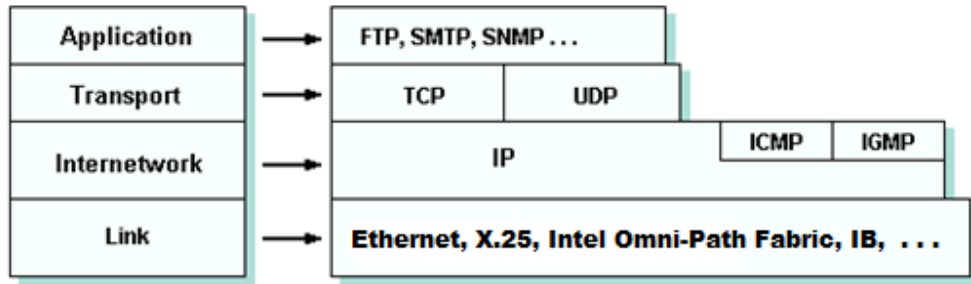 Application
FTP, SMTP, SNMP . . .
Transport
TCP
UDP
Internetwork
IP
ICMP
IGMP
Link
Ethernet, X.25, Intel Omni-Path Fabric, IB, . . .